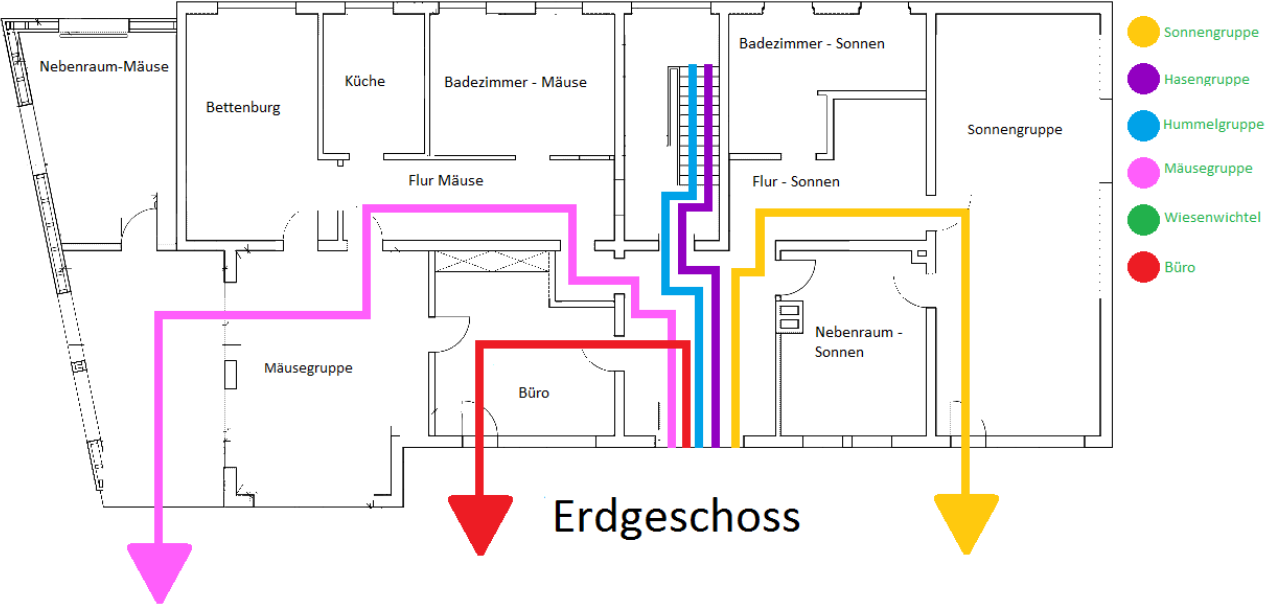 Nebenraum-Mäuse
Bettenburg
Küche
Badezimmer - Mäuse
Badezimmer - Sonnen
Sonnengruppe
Flur Mäuse
Flur - Sonnen
Mäusegruppe
Büro
Nebenraum -
Sonnen
Erdgeschoss
Sonnengruppe
Hasengruppe
Hummelgruppe
Mäusegruppe
Wiesenwichtel
Büro